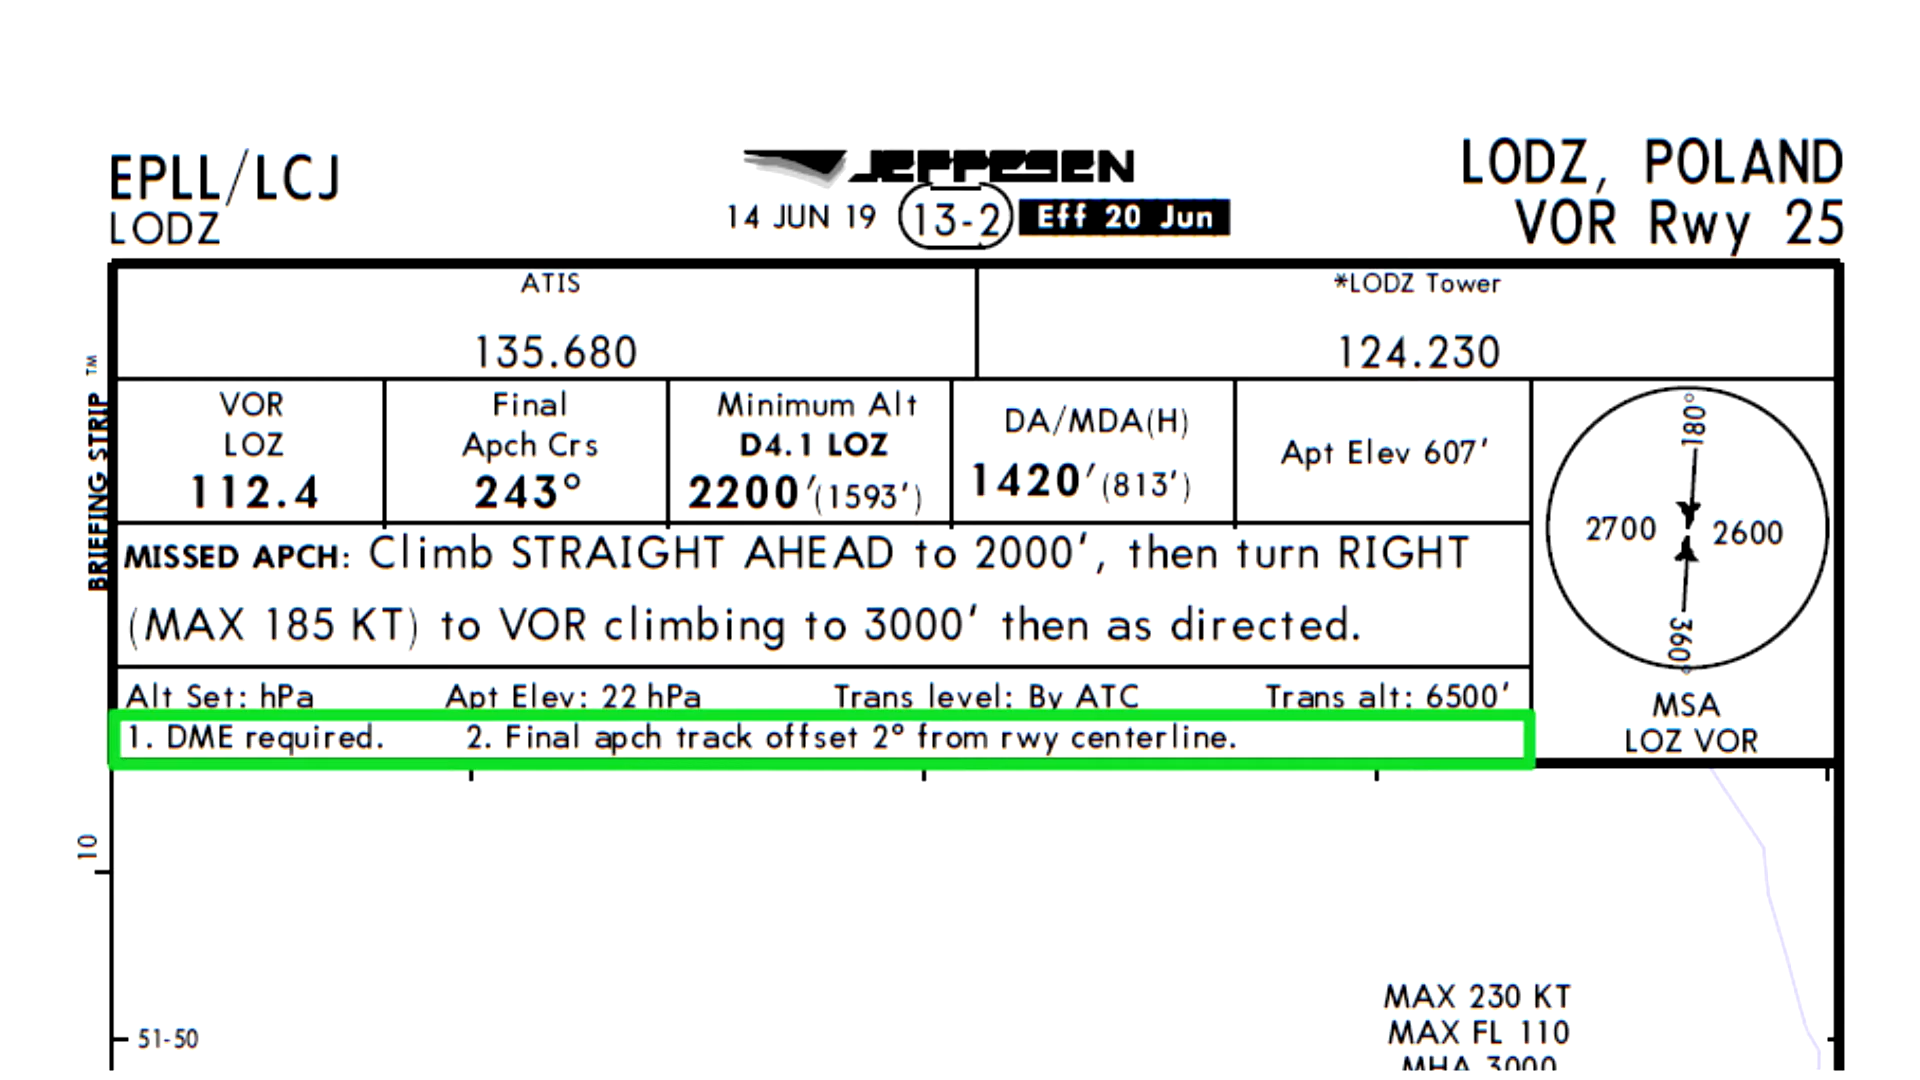 EPLL/LCJ
LODZ
JEPPESEN
14 JUN 19 13-2 Eff 20 Jun
LODZ, POLAND
VOR Rwy 25
BRIEFING STRIP ™
ATIS
135.680
*LODZ Tower
124.230
VOR
LOZ
112.4
Final
Apch Crs
243°
Minimum Alt
D4.1 LOZ
2200'(1593')
DA/MDA(H)
1420'(813')
Apt Elev 607'
MISSED APCH: Climb STRAIGHT AHEAD to 2000', then turn RIGHT
(MAX 185 KT) to VOR climbing to 3000' then as directed.
Alt Set: hPa Apt Elev: 22 hPa Trans level: By ATC Trans alt: 6500'
1. DME required. 2. Final apch track offset 2° from rwy centerline.
180°
2700 2600
360°
MSA
LOZ VOR
10
51-50
MAX 230 KT
MAX FL 110
MHA 3000